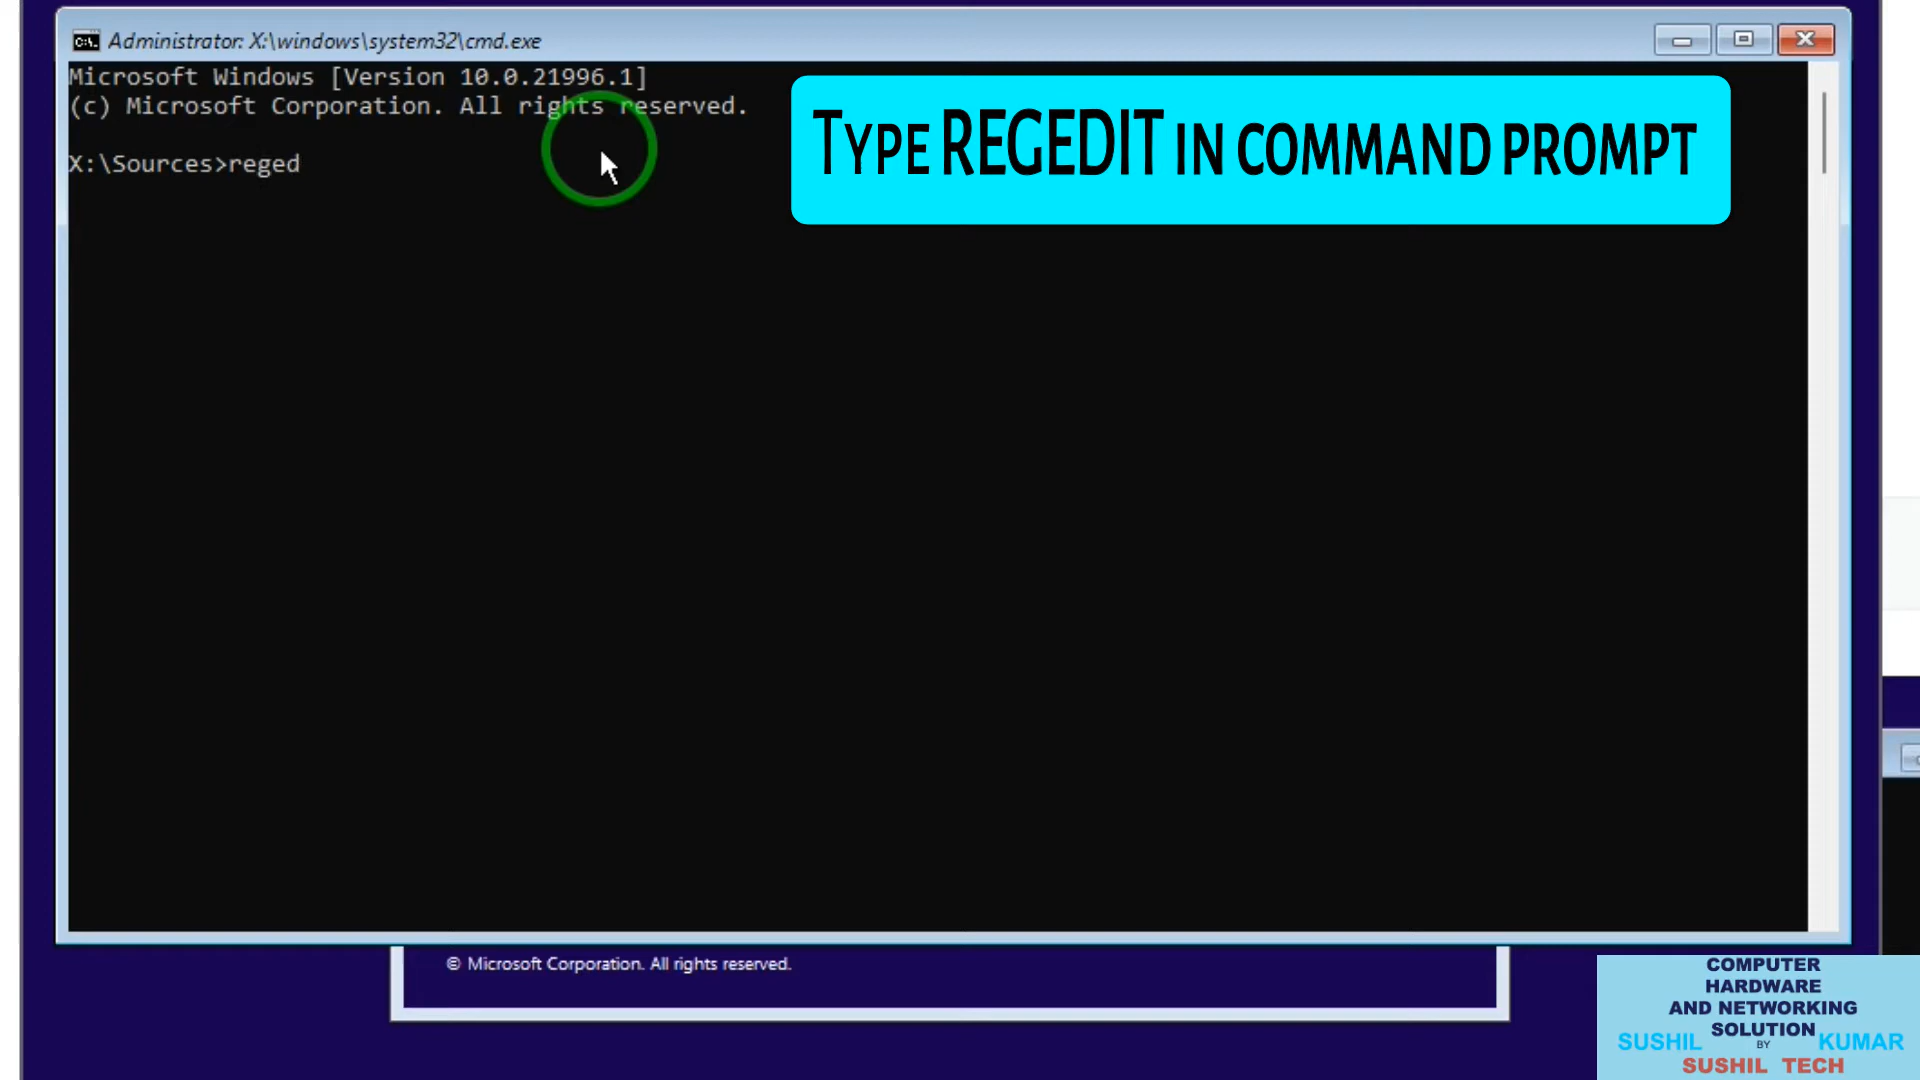 Administrator: X:\windows\system32\cmd.exe
Microsoft Windows [Version 10.0.21996.1]
(c) Microsoft Corporation. All rights reserved.
TYPE REGEDIT IN COMMAND PROMPT
X:\Sources>reged
© Microsoft Corporation. All rights reserved.
COMPUTER
HARDWARE
AND NETWORKING
SOLUTION
SUSHIL BY KUMAR
SUSHIL TECH